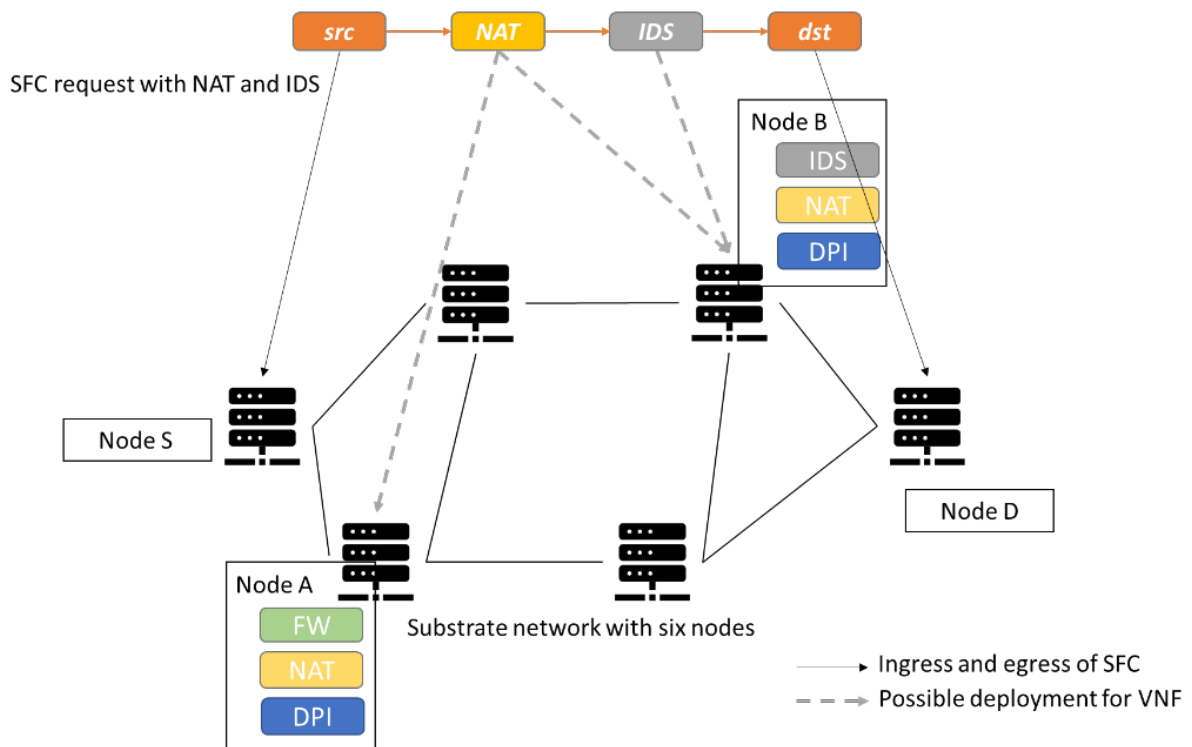 src
NAT
IDS
dst
SFC request with NAT and IDS
Node B
IDS
NAT
DPI
Node S
Node D
Node A
FW
NAT
DPI
Substrate network with six nodes
Ingress and egress of SFC
Possible deployment for VNF